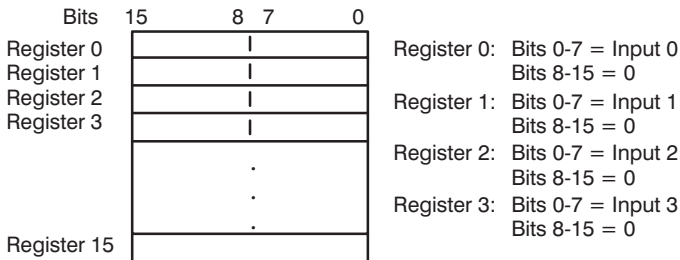 Bits 15 8 7 0
Register 0
Register 1
Register 2
Register 3
Register 15
Register 0: Bits 0-7 = Input 0
Bits 8-15 = 0
Register 1: Bits 0-7 = Input 1
Bits 8-15 = 0
Register 2: Bits 0-7 = Input 2
Bits 8-15 = 0
Register 3: Bits 0-7 = Input 3
Bits 8-15 = 0